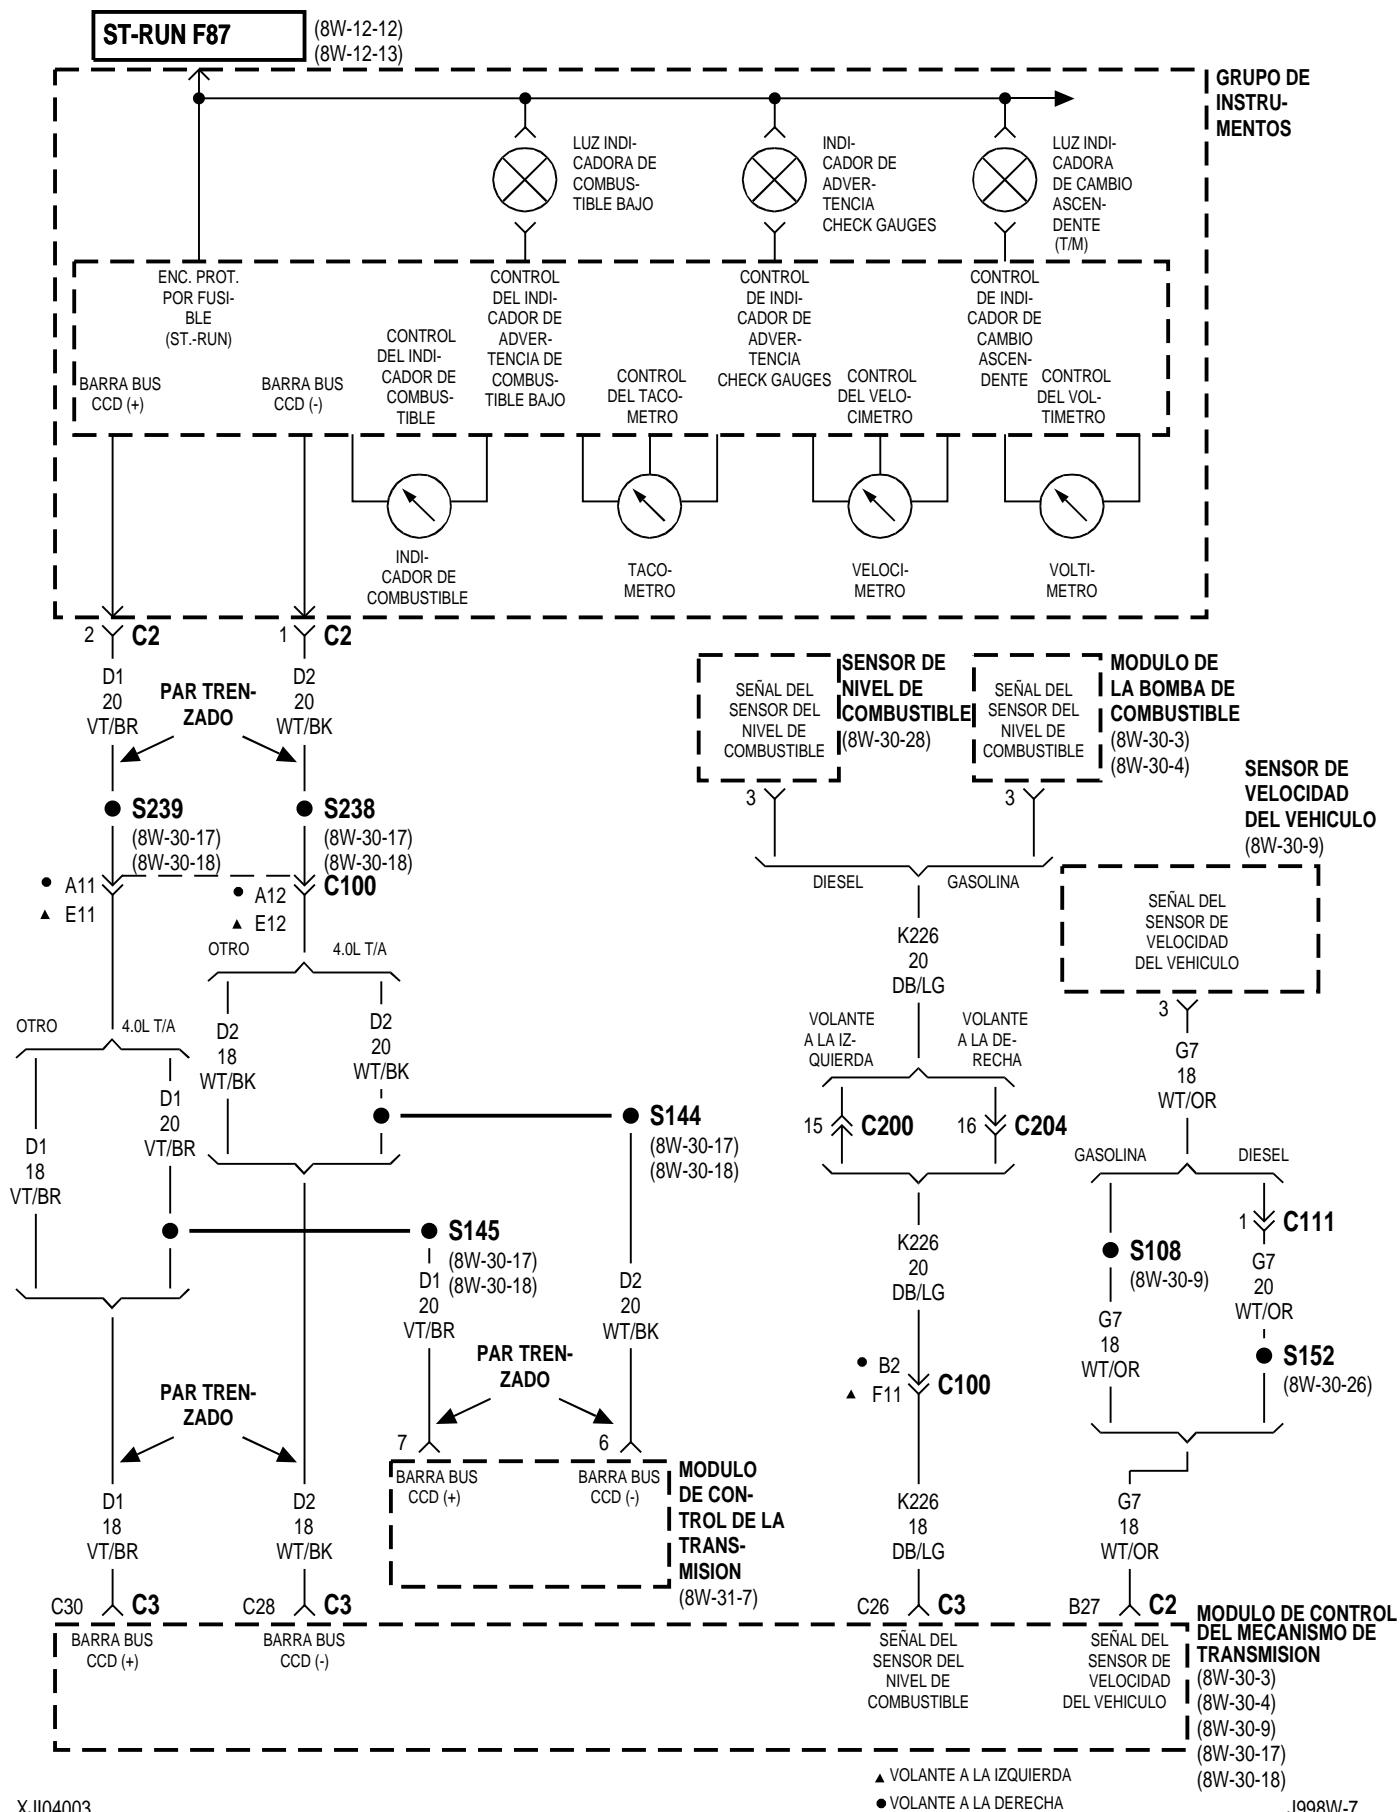 ST-RUN F87
(8W-12-12)
(8W-12-13)
GRUPO DE
INSTRU-
MENTOS
LUZ INDI-
CADORA DE
COMBUS-
TIBLE BAJO
INDI-
CADOR DE
ADVER-
TENCIA
CHECK GAUGES
LUZ INDI-
CADORA
DE CAMBIO
ASCEN-
DENTE
(T/M)
ENC. PROT.
POR FUSI-
BLE
(ST.-RUN)
BARRA BUS
CCD (+)
BARRA BUS
CCD (-)
CONTROL
DEL INDI-
CADOR DE
COMBUS-
TIBLE
CONTROL
DEL INDI-
CADOR DE
ADVER-
TENCIA DE
COMBUS-
TIBLE BAJO
CONTROL
DEL TACO-
METRO
CONTROL
DE INDI-
CADOR DE
ADVER-
TENCIA
CHECK GAUGES
CONTROL
DEL VELO-
CIMETRO
CONTROL
DE INDI-
CADOR DE
CAMBIO
ASCEN-
DENTE
CONTROL
DEL VOL-
TIMETRO
INDI-
CADOR DE
COMBUSTIBLE
TACO-
METRO
VELOCI-
METRO
VOLTI-
METRO
2 C2
1 C2
D1
20
VT/BR
PAR TREN-
ZADO
D2
20
WT/BK
S239
(8W-30-17)
(8W-30-18)
S238
(8W-30-17)
(8W-30-18)
● A11
▲ E11
● A12
▲ E12
C100
OTRO
4.0L T/A
D2
18
WT/BK
D2
20
WT/BK
OTRO
4.0L T/A
D1
18
VT/BR
D1
20
VT/BR
S144
(8W-30-17)
(8W-30-18)
S145
(8W-30-17)
(8W-30-18)
D1
20
VT/BR
D2
20
WT/BK
PAR TREN-
ZADO
PAR TREN-
ZADO
7
6
BARRA BUS
CCD (+)
BARRA BUS
CCD (-)
MODULO
DE CON-
TROL DE LA
TRANS-
MISION
(8W-31-7)
D1
18
VT/BR
D2
18
WT/BK
C30 C3
C28 C3
BARRA BUS
CCD (+)
BARRA BUS
CCD (-)
SEÑAL DEL
SENSOR DEL
NIVEL DE
COMBUSTIBLE
SENSOR DE
NIVEL DE
COMBUSTIBLE
(8W-30-28)
SEÑAL DEL
SENSOR DEL
NIVEL DE
COMBUSTIBLE
MODULO DE
LA BOMBA DE
COMBUSTIBLE
(8W-30-3)
(8W-30-4)
3
3
DIESEL
GASOLINA
K226
20
DB/LG
VOLANTE
A LA IZ-
QUIERDA
VOLANTE
A LA DE-
RECHA
15 C200
16 C204
K226
20
DB/LG
● B2
▲ F11
C100
K226
18
DB/LG
C26 C3
SEÑAL DEL
SENSOR DEL
NIVEL DE
COMBUSTIBLE
SENSOR DE
VELOCIDAD
DEL VEHICULO
(8W-30-9)
SEÑAL DEL
SENSOR DE
VELOCIDAD
DEL VEHICULO
3
G7
18
WT/OR
GASOLINA
DIESEL
1 C111
S108
(8W-30-9)
G7
20
WT/OR
G7
18
WT/OR
S152
(8W-30-26)
G7
18
WT/OR
B27 C2
SEÑAL DEL
SENSOR DE
VELOCIDAD
DEL VEHICULO
MODULO DE CONTROL
DEL MECANISMO DE
TRANSMISION
(8W-30-3)
(8W-30-4)
(8W-30-9)
(8W-30-17)
(8W-30-18)
▲ VOLANTE A LA IZQUIERDA
● VOLANTE A LA DERECHA
XJI04003
J998W-7